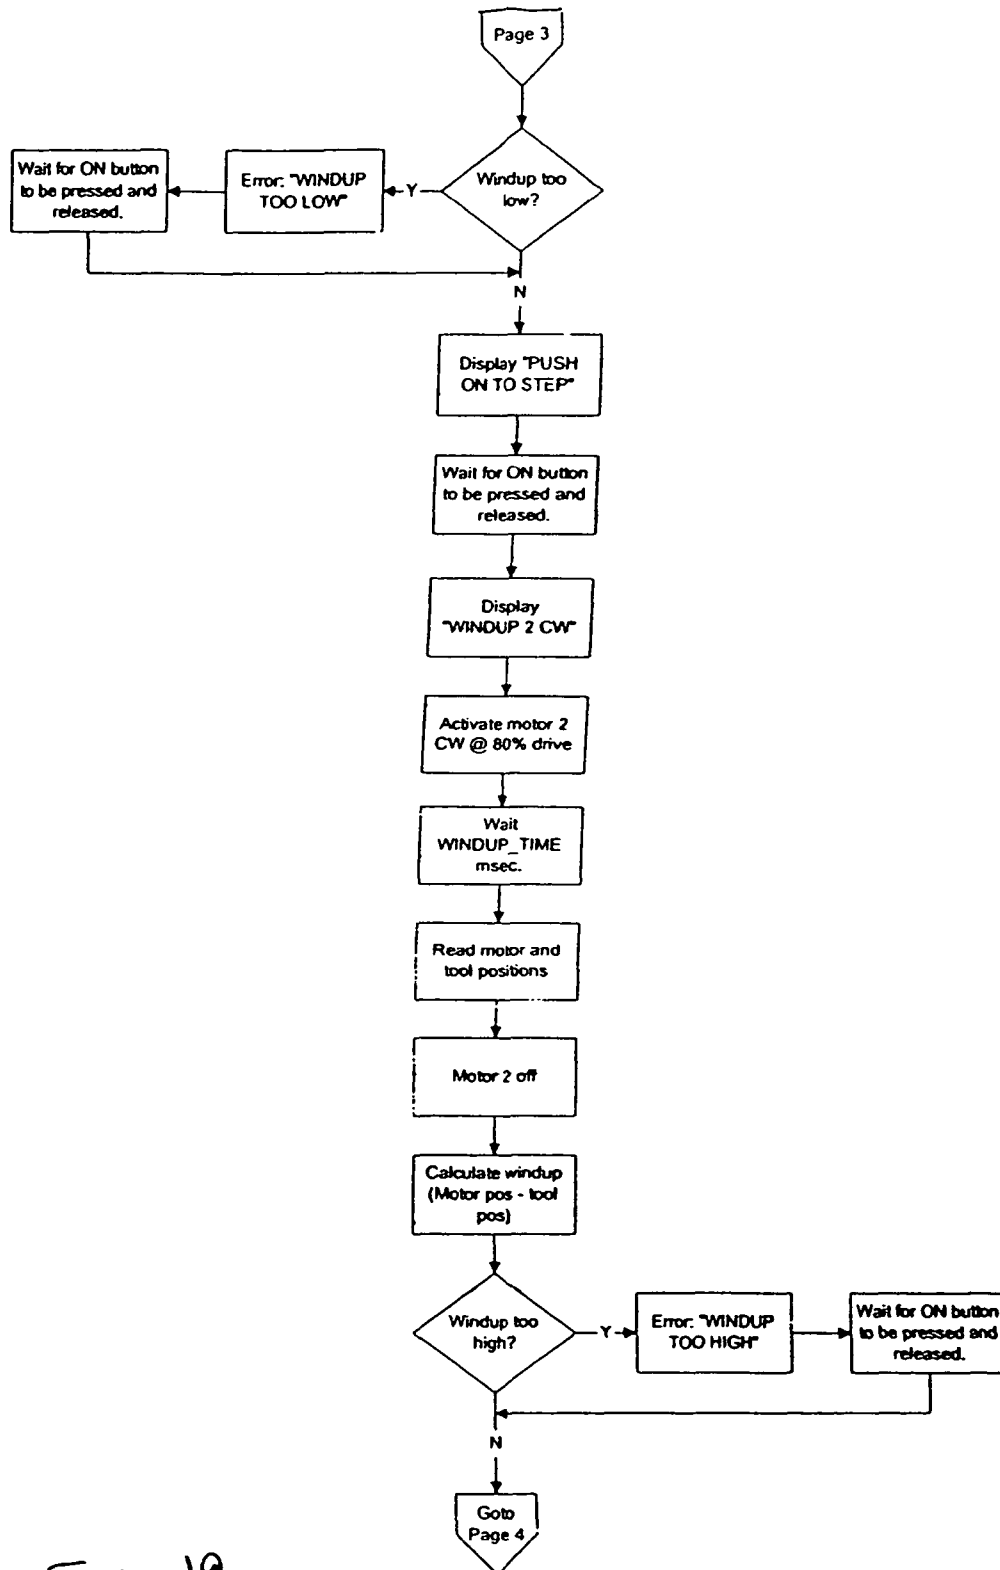 Page 3
Windup too
low?
Y
Error: "WINDUP
TOO LOW"
Wait for ON button
to be pressed and
released.
N
Display "PUSH
ON TO STEP"
Wait for ON button
to be pressed and
released.
Display
"WINDUP 2 CW"
Activate motor 2
CW @ 80% drive
Wait
WINDUP_TIME
msec.
Read motor and
tool positions
Motor 2 off
Calculate windup
(Motor pos - tool
pos)
Windup too
high?
Y
Error: "WINDUP
TOO HIGH"
Wait for ON button
to be pressed and
released.
N
Goto
Page 4